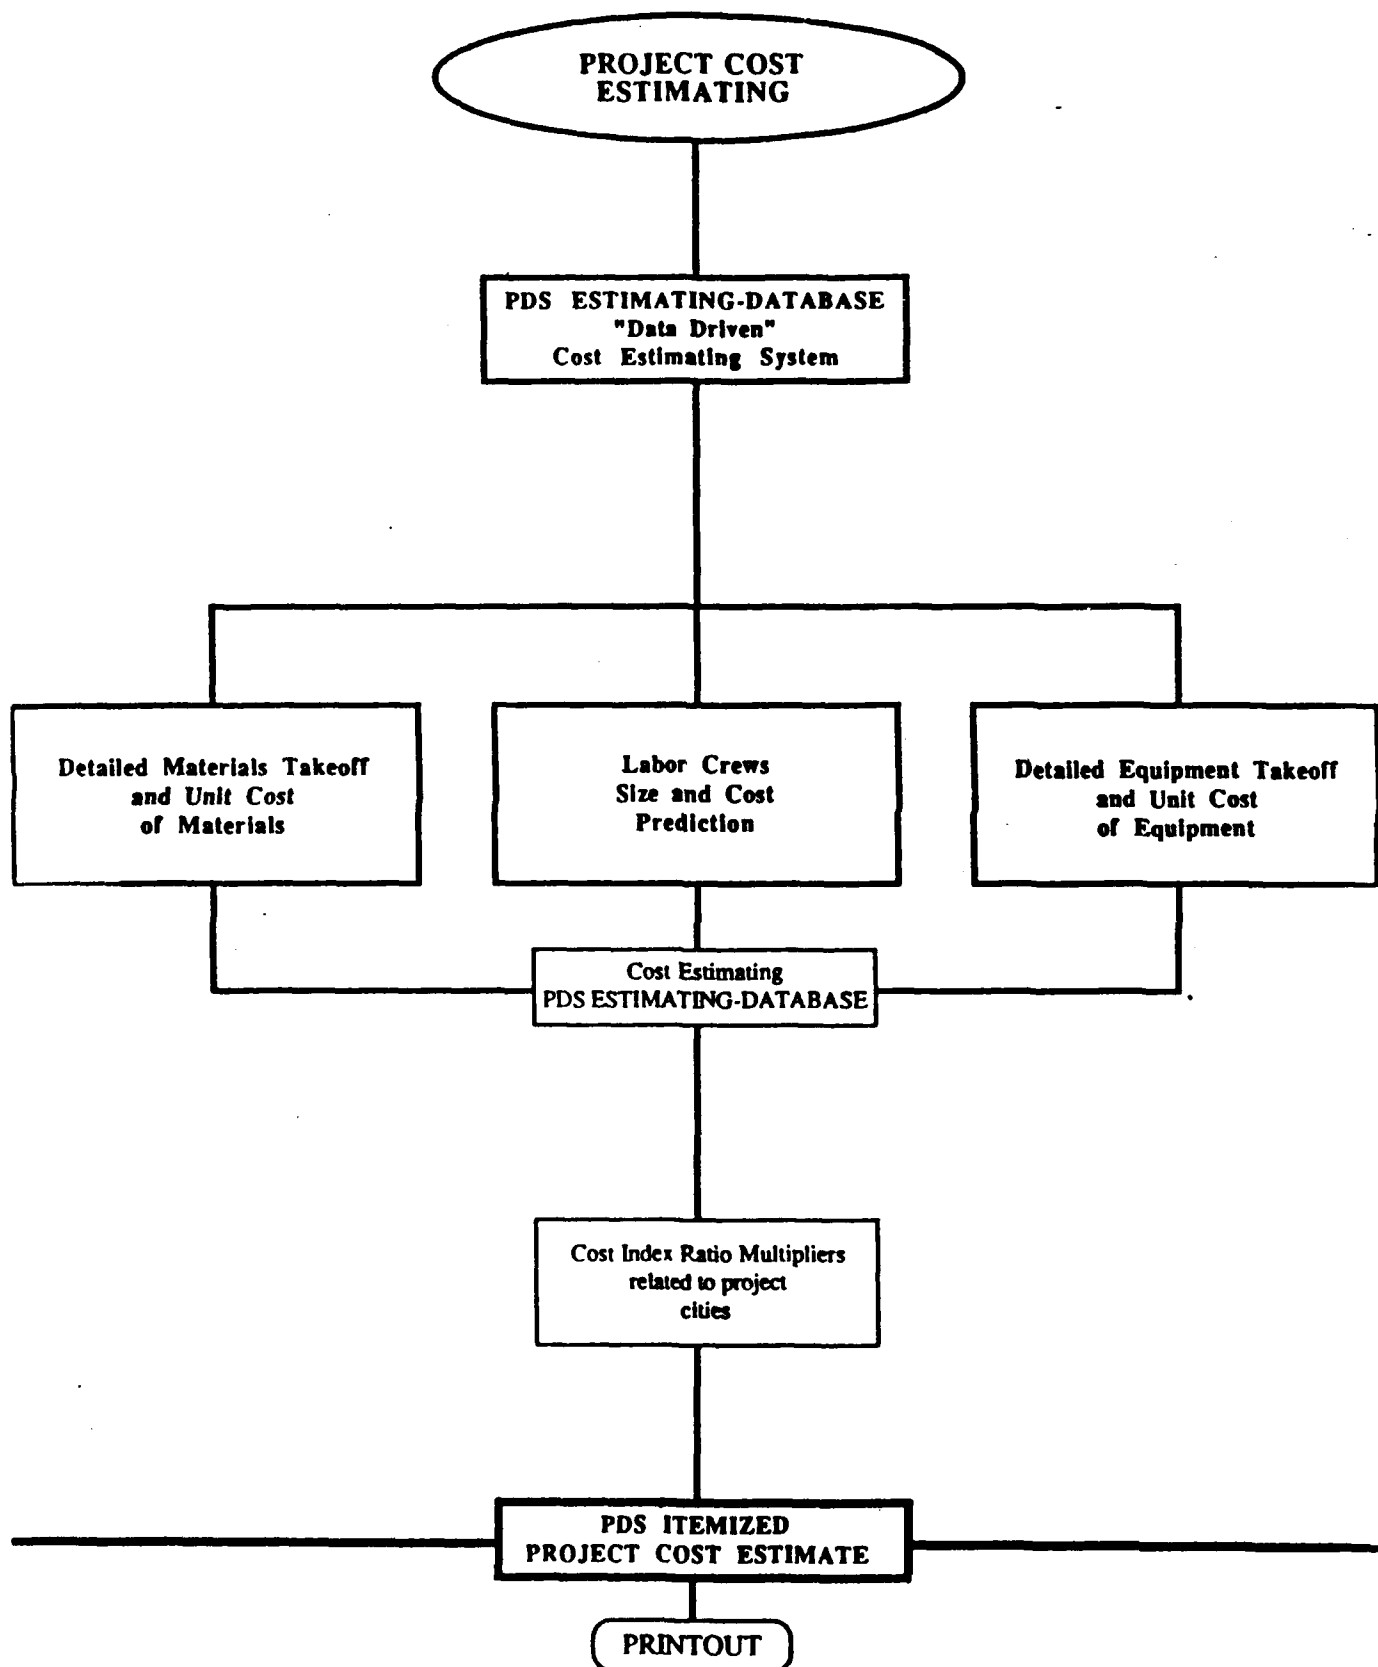 PROJECT COST
ESTIMATING
PDS ESTIMATING-DATABASE
"Data Driven"
Cost Estimating System
Detailed Materials Takeoff
and Unit Cost
of Materials
Labor Crews
Size and Cost
Prediction
Detailed Equipment Takeoff
and Unit Cost
of Equipment
Cost Estimating
PDS ESTIMATING-DATABASE
Cost Index Ratio Multipliers
related to project
cities
PDS ITEMIZED
PROJECT COST ESTIMATE
PRINTOUT